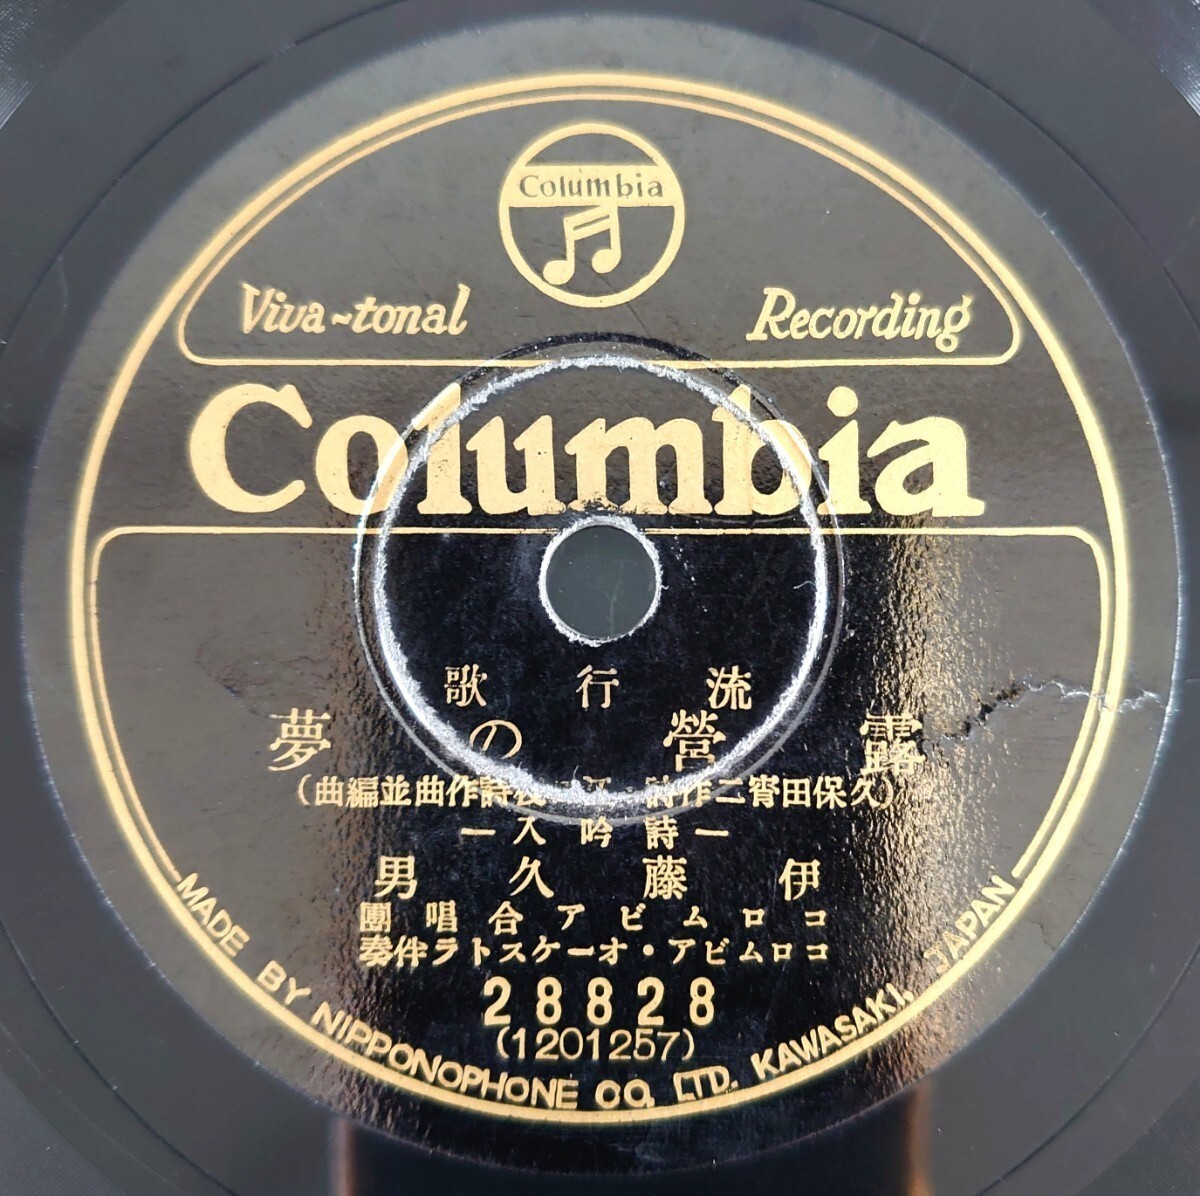 Columbia
Viva-tonal Recording
Columbia
流行歌
露營の夢
(久保田宵二作詩・江口夜詩作曲並編曲)
―詩吟入―
伊藤久男
コロムビア合唱團
コロムビア・オーケストラ伴奏
28828
(1201257)
MADE BY NIPPONOPHONE CO. LTD. KAWASAKI, JAPAN